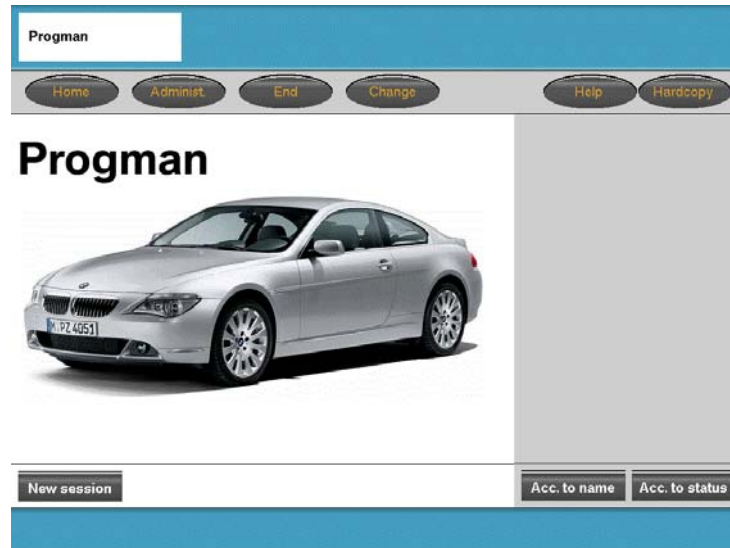 Progman
Home Administ. End Change Help Hardcopy
Progman
M PZ 4051
New session Acc. to name Acc. to status